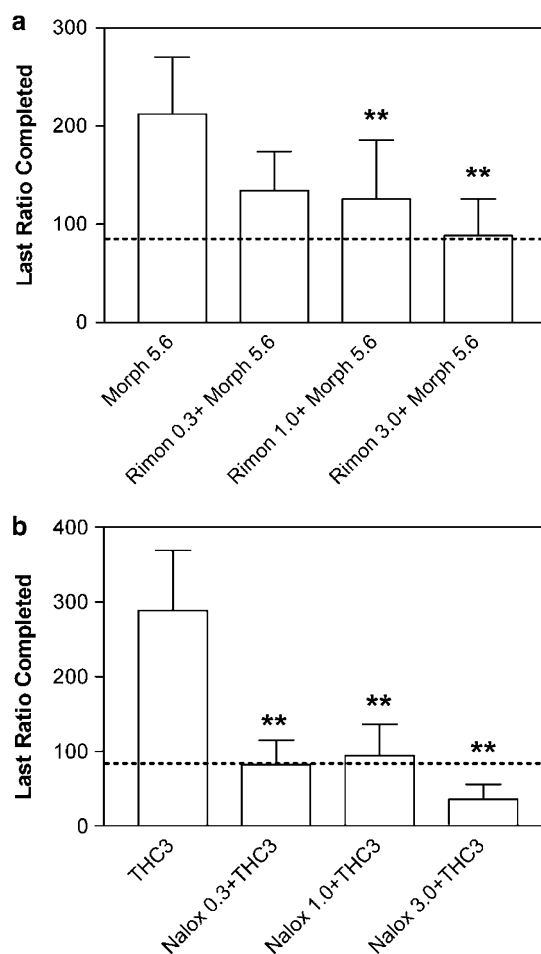 a
300
200
100
0
Last Ratio Completed
**
**
Morph 5.6
Rimon 0.3+ Morph 5.6
Rimon 1.0+ Morph 5.6
Rimon 3.0+ Morph 5.6
b
400
300
200
100
0
Last Ratio Completed
**
**
**
THC3
Nalox 0.3+THC3
Nalox 1.0+THC3
Nalox 3.0+THC3